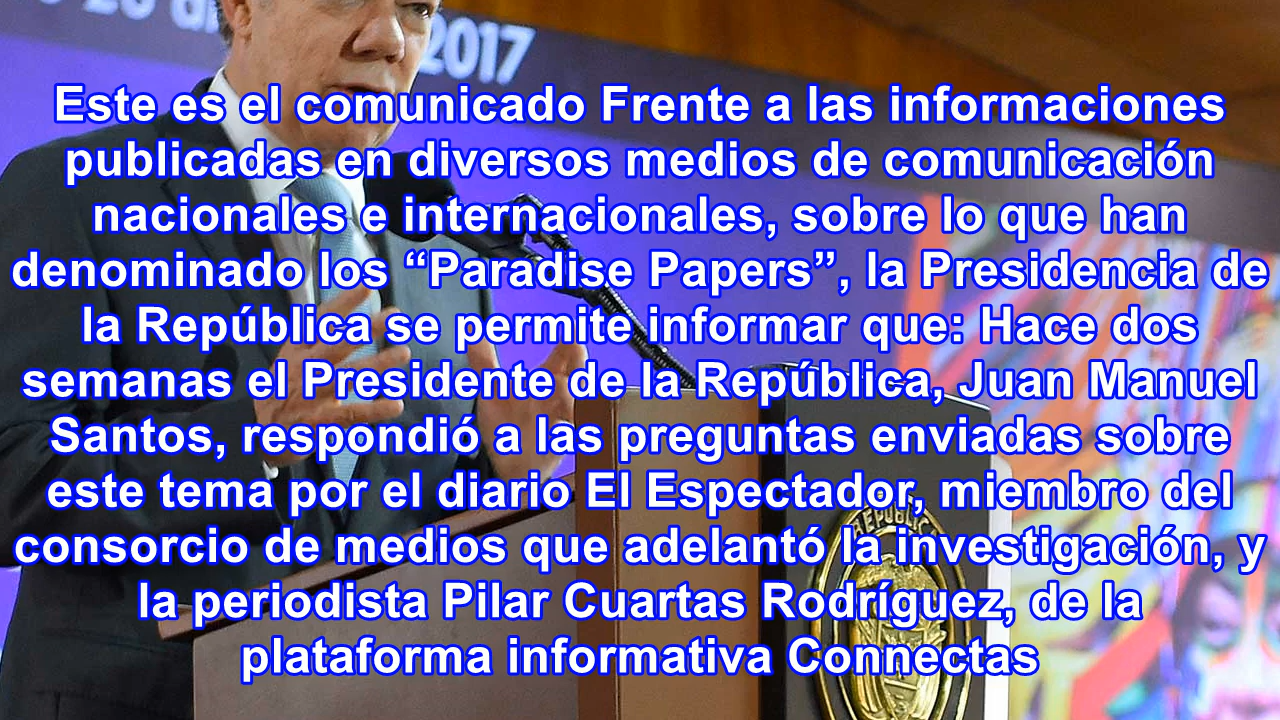 2017
Este es el comunicado Frente a las informaciones
publicadas en diversos medios de comunicación
nacionales e internacionales, sobre lo que han
denominado los “Paradise Papers”, la Presidencia de
la República se permite informar que: Hace dos
semanas el Presidente de la República, Juan Manuel
Santos, respondió a las preguntas enviadas sobre
este tema por el diario El Espectador, miembro del
consorcio de medios que adelantó la investigación, y
la periodista Pilar Cuartas Rodríguez, de la
plataforma informativa Connectas